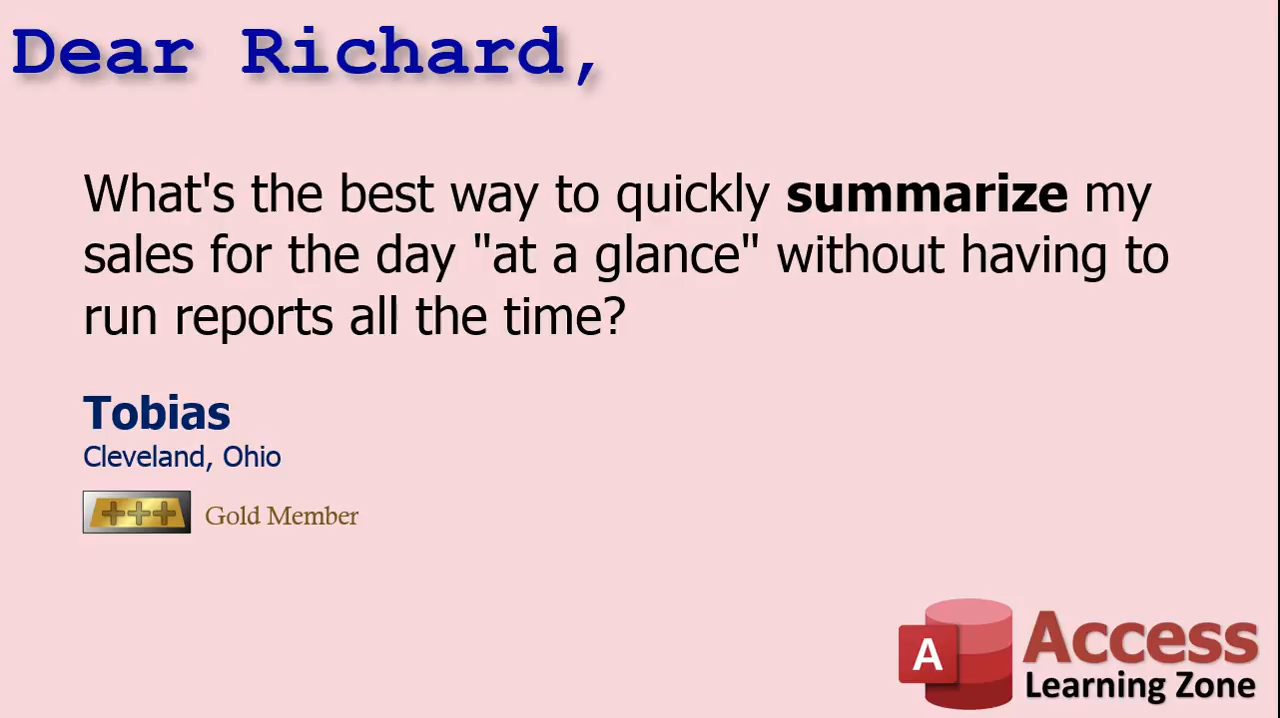 Dear Richard,
What's the best way to quickly summarize my
sales for the day "at a glance" without having to
run reports all the time?
Tobias
Cleveland, Ohio
+++ Gold Member
A Access
Learning Zone